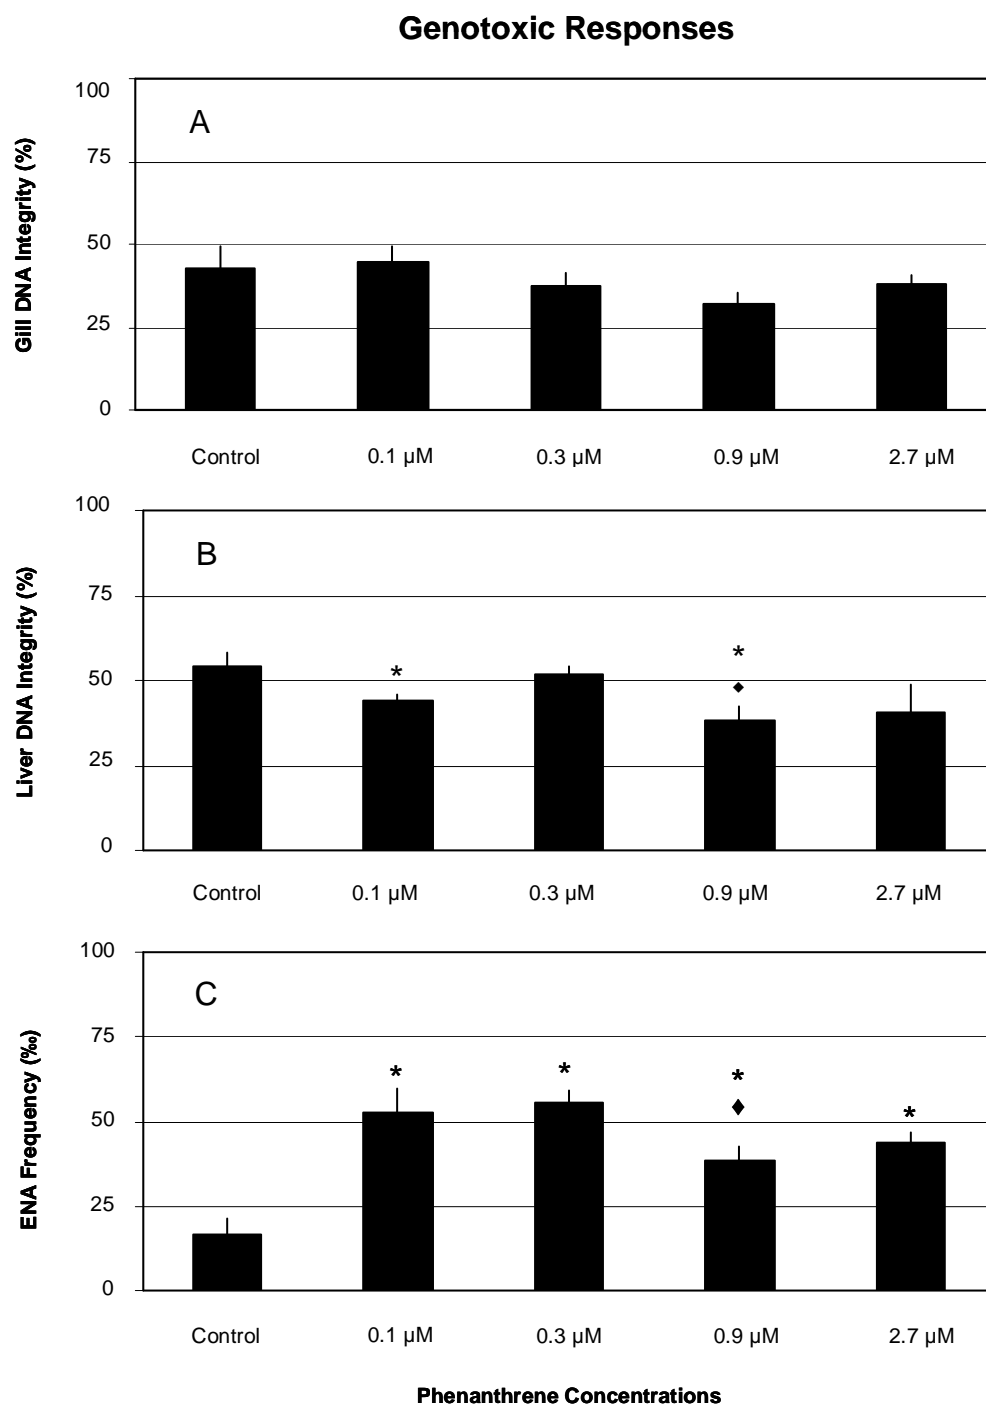 Genotoxic Responses
Gill DNA Integrity (%)
100
75
50
25
0
A
Control 0.1 µM 0.3 µM 0.9 µM 2.7 µM
Liver DNA Integrity (%)
100
75
50
25
0
B
*
*
♦
Control 0.1 µM 0.3 µM 0.9 µM 2.7 µM
ENA Frequency (‰)
100
75
50
25
0
C
* * * *
♦
Control 0.1 µM 0.3 µM 0.9 µM 2.7 µM
Phenanthrene Concentrations